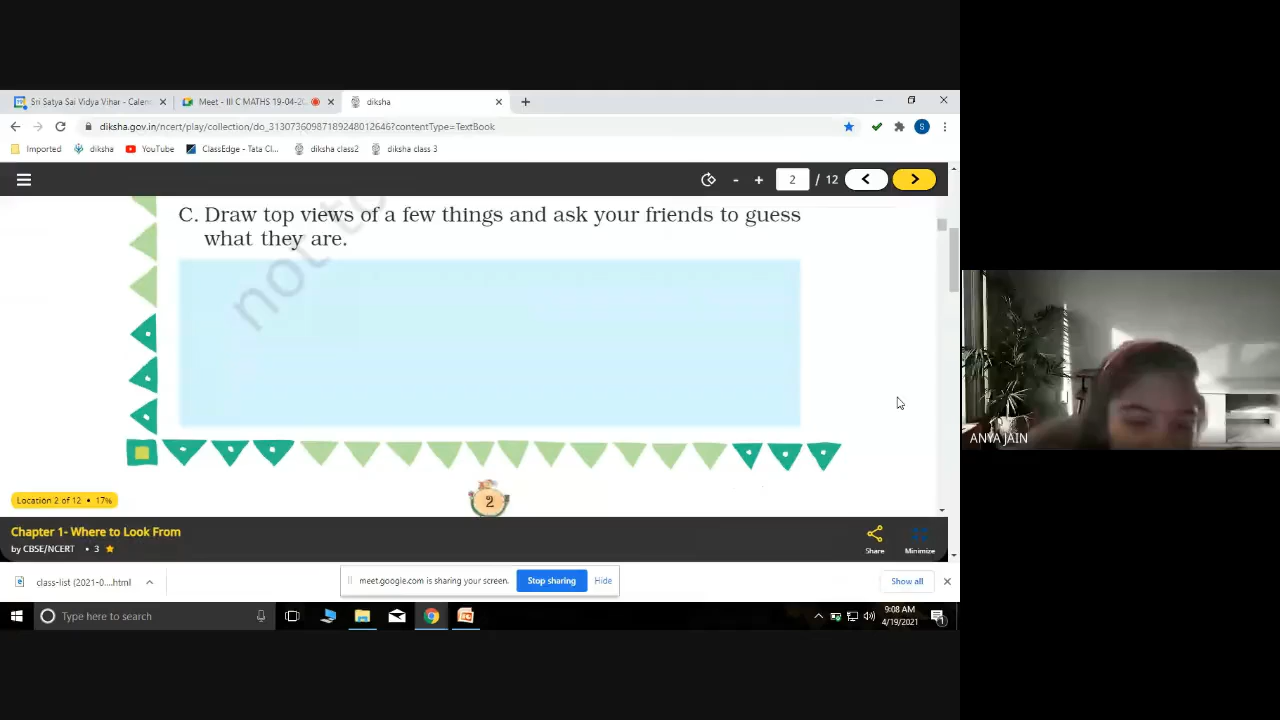 Sri Satya Sai Vidya Vihar - Calen
Meet - III C MATHS 19-04-20
diksha
diksha.gov.in/ncert/play/collection/do_31307360987189248012646?contentType=TextBook
S
Imported
diksha
YouTube
ClassEdge - Tata Cl...
diksha class2
diksha class 3
2 / 12
C. Draw top views of a few things and ask your friends to guess
what they are.
not to
2
ANYA JAIN
Location 2 of 12 • 17%
Chapter 1- Where to Look From
by CBSE/NCERT • 3
Share
Minimize
class-list (2021-0....html
meet.google.com is sharing your screen.
Stop sharing
Hide
Show all
Type here to search
9:08 AM
4/19/2021
1